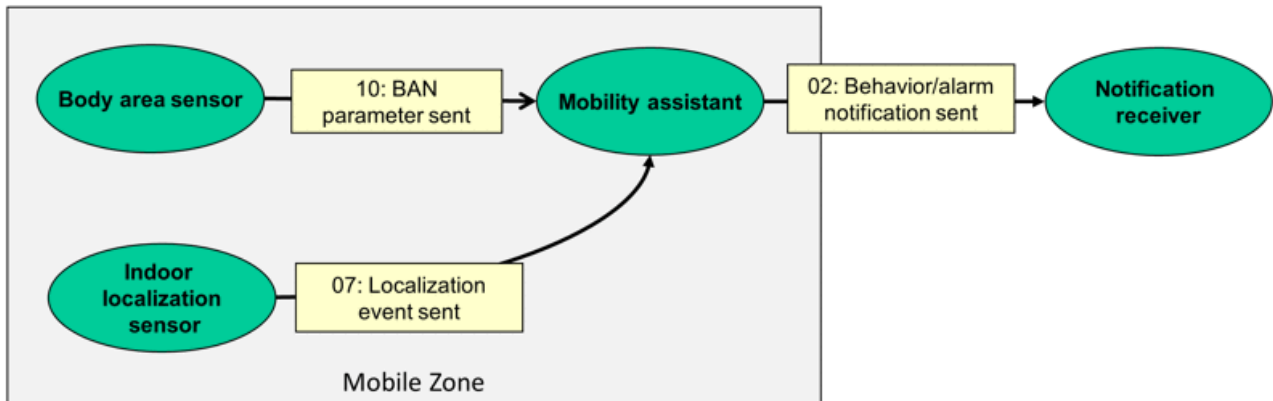 Body area sensor
10: BAN
parameter sent
Mobility assistant
02: Behavior/alarm
notification sent
Notification
receiver
Indoor
localization
sensor
07: Localization
event sent
Mobile Zone